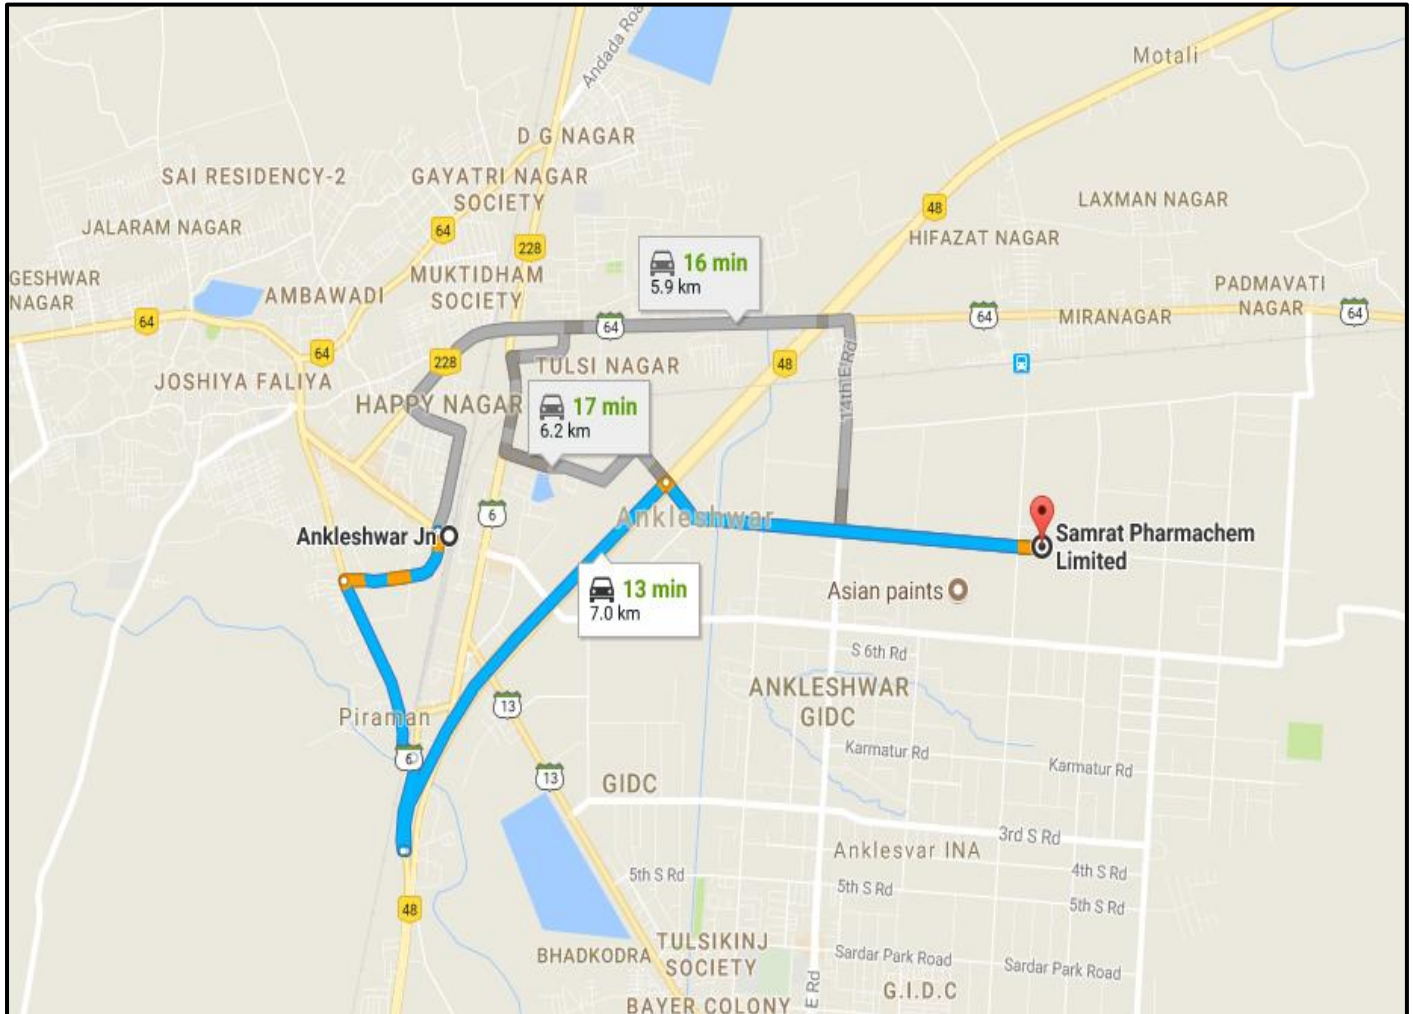 Andada Roa
Motali
D G NAGAR
SAI RESIDENCY-2
GAYATRI NAGAR
SOCIETY
LAXMAN NAGAR
48
JALARAM NAGAR
64
228
HIFAZAT NAGAR
16 min
5.9 km
GESHWAR
NAGAR
MUKTIDHAM
SOCIETY
AMBAWADI
PADMAVATI
NAGAR
64
64
64
MIRANAGAR
64
64
228
JOSHIYA FALIYA
TULSI NAGAR
48
14th E Rd
HAPPY NAGAR
17 min
6.2 km
6
Ankleshwar
Ankleshwar Jn
Samrat Pharmachem
Limited
13 min
7.0 km
Asian paints
S 6th Rd
ANKLESHWAR
GIDC
13
Piraman
6
Karmatur Rd
Karmatur Rd
13
GIDC
3rd S Rd
Anklesvar INA
4th S Rd
5th S Rd
5th S Rd
5th S Rd
48
BHADKODRA
TULSIKINJ
SOCIETY
Sardar Park Road
Sardar Park Road
E Rd
G.I.D.C
BAYER COLONY